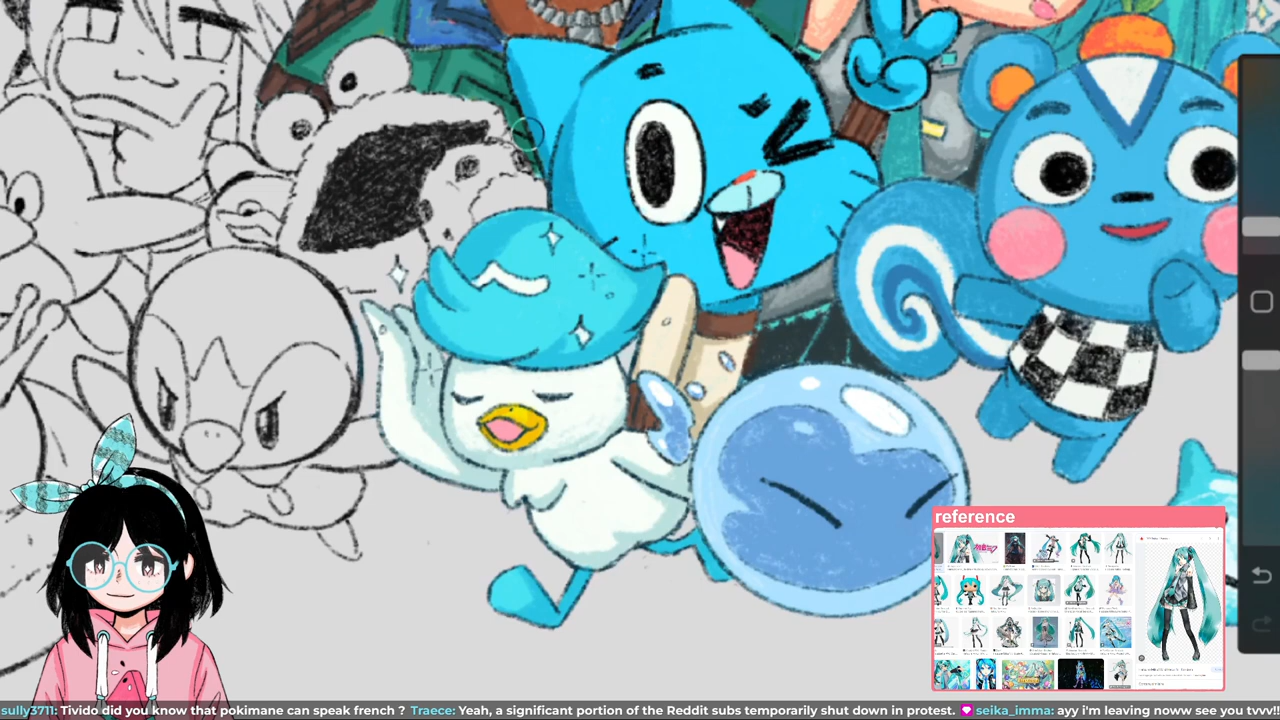 reference
sully3711: Tivido did you know that pokimane can speak french ? Traece: Yeah, a significant portion of the Reddit subs temporarily shut down in protest. seika_imma: ayy i'm leaving noww see you tvvv!!